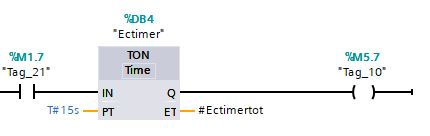 %DB4
"Ectimer"
%M1.7
"Tag_21"
TON
Time
%M5.7
"Tag_10"
IN
Q
T#15s
PT
ET
#Ectimertot